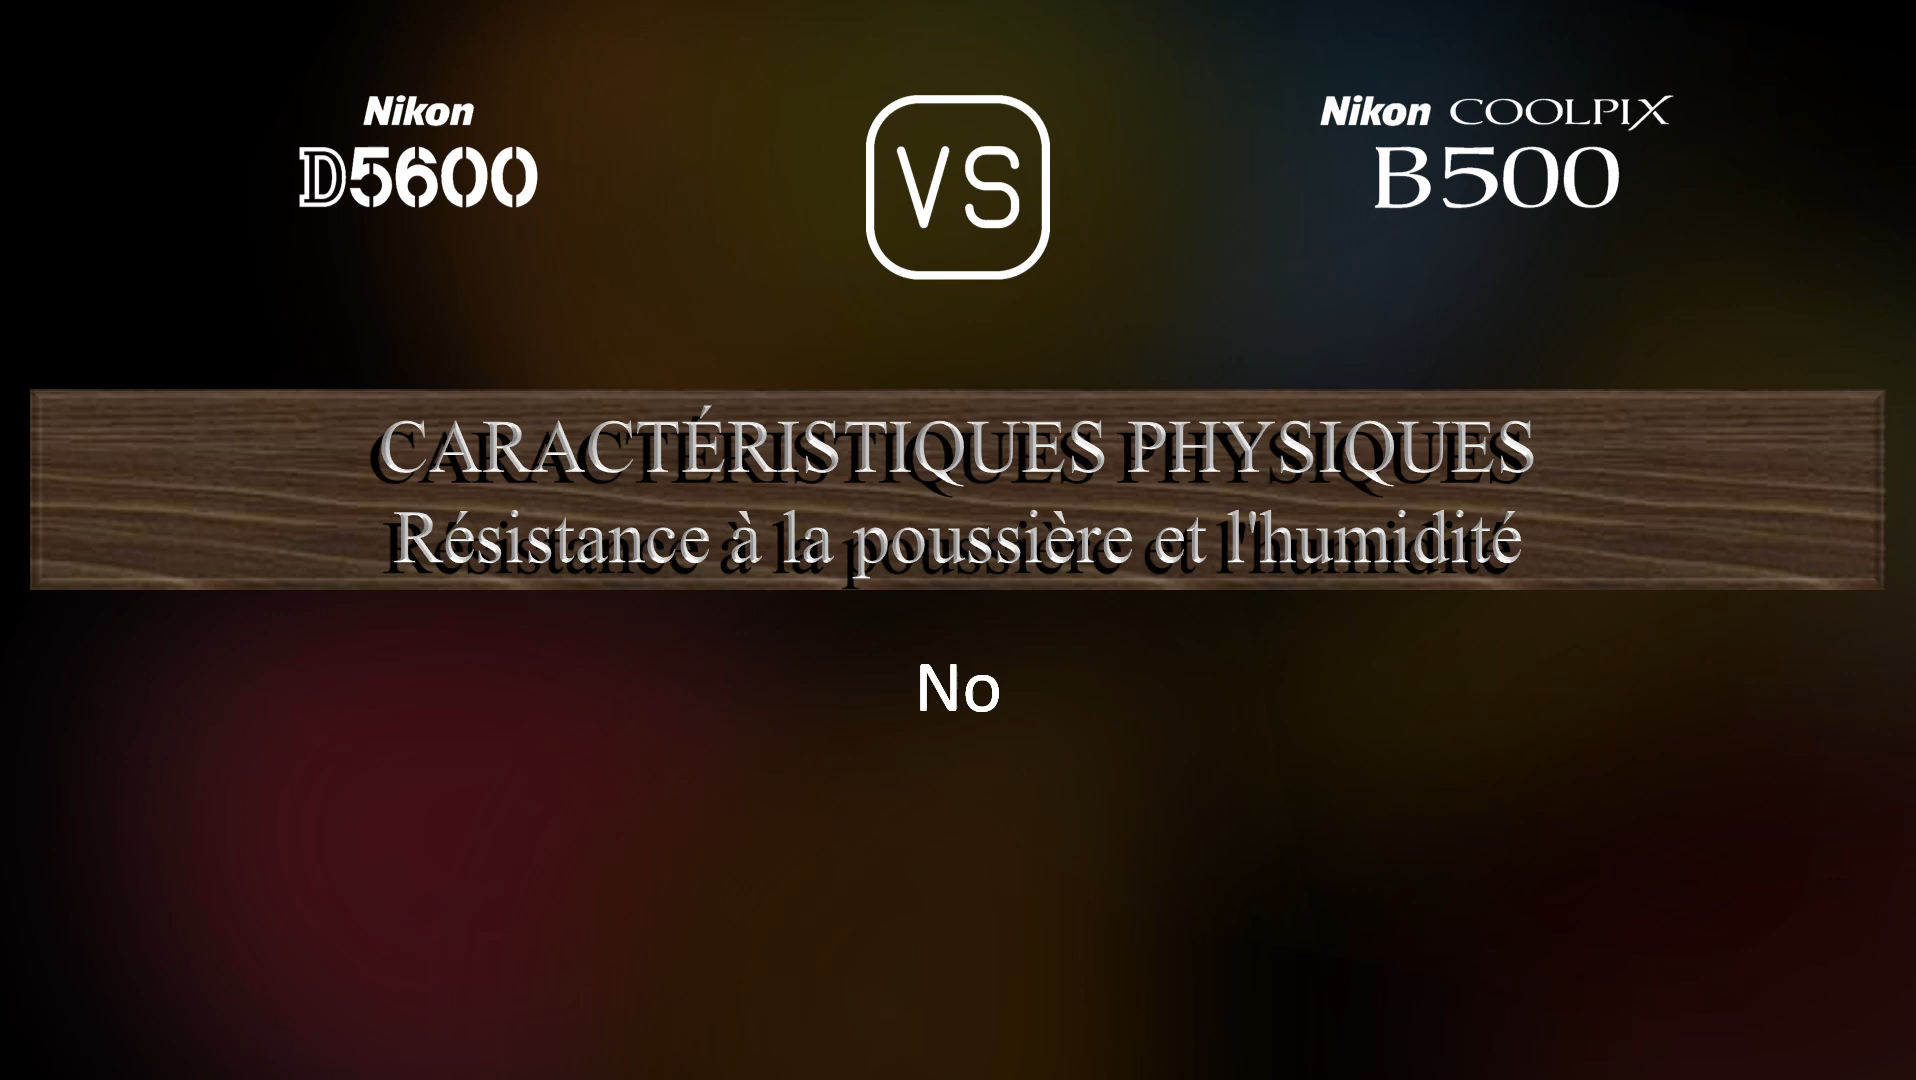 Nikon
D5600
VS
Nikon COOLPIX
B500
CARACTÉRISTIQUES PHYSIQUES
Résistance à la poussière et l'humidité
No